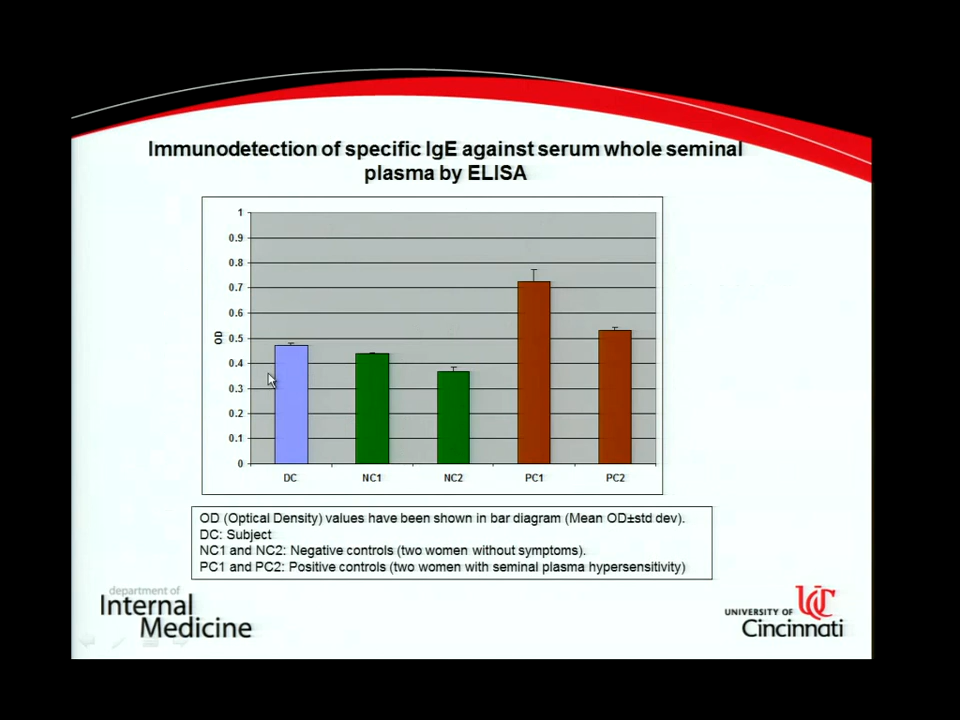 Immunodetection of specific IgE against serum whole seminal
plasma by ELISA
1
0.9
0.8
0.7
0.6
0.5
0.4
0.3
0.2
0.1
0
OD
DC NC1 NC2 PC1 PC2
OD (Optical Density) values have been shown in bar diagram (Mean OD±std dev).
DC: Subject
NC1 and NC2: Negative controls (two women without symptoms).
PC1 and PC2: Positive controls (two women with seminal plasma hypersensitivity)
department of
Internal
Medicine
UC
UNIVERSITY OF
Cincinnati